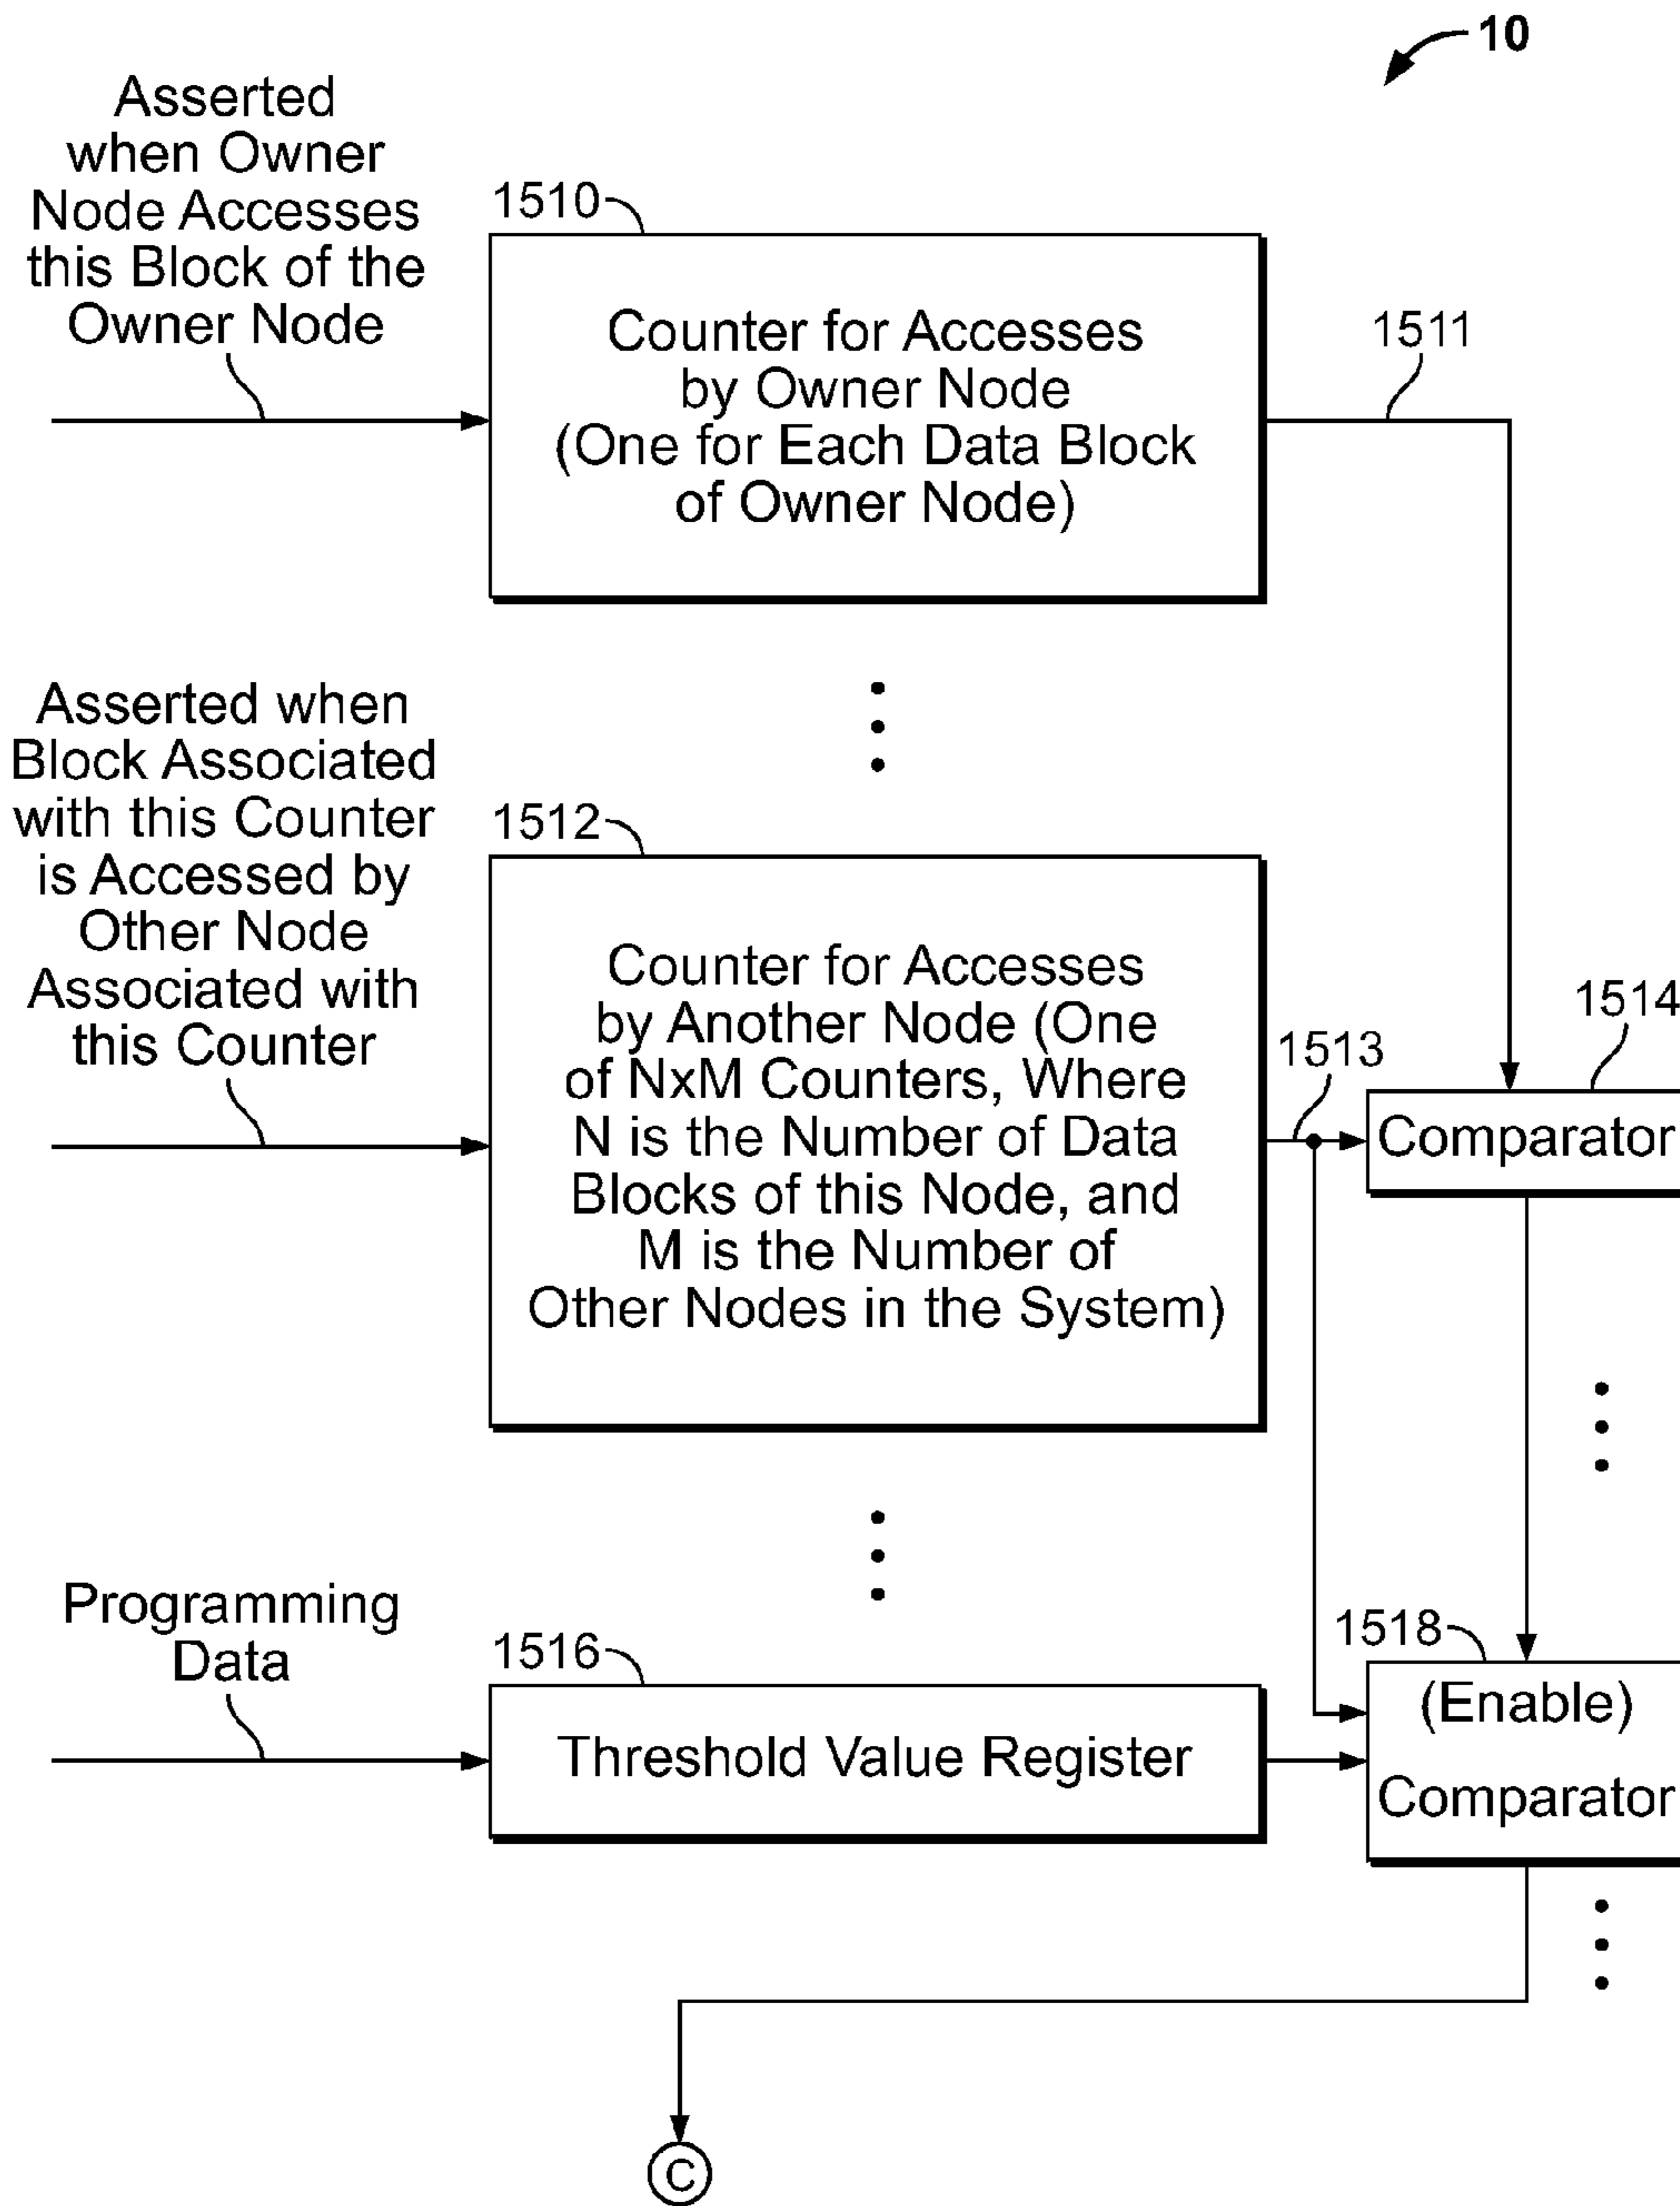 10
Asserted
when Owner
Node Accesses
this Block of the
Owner Node
1510
Counter for Accesses
by Owner Node
(One for Each Data Block
of Owner Node)
1511
Asserted when
Block Associated
with this Counter
is Accessed by
Other Node
Associated with
this Counter
1512
Counter for Accesses
by Another Node (One
of NxM Counters, Where
N is the Number of Data
Blocks of this Node, and
M is the Number of
Other Nodes in the System)
1513
1514
Comparator
Programming
Data
1516
Threshold Value Register
1518
(Enable)
Comparator
C